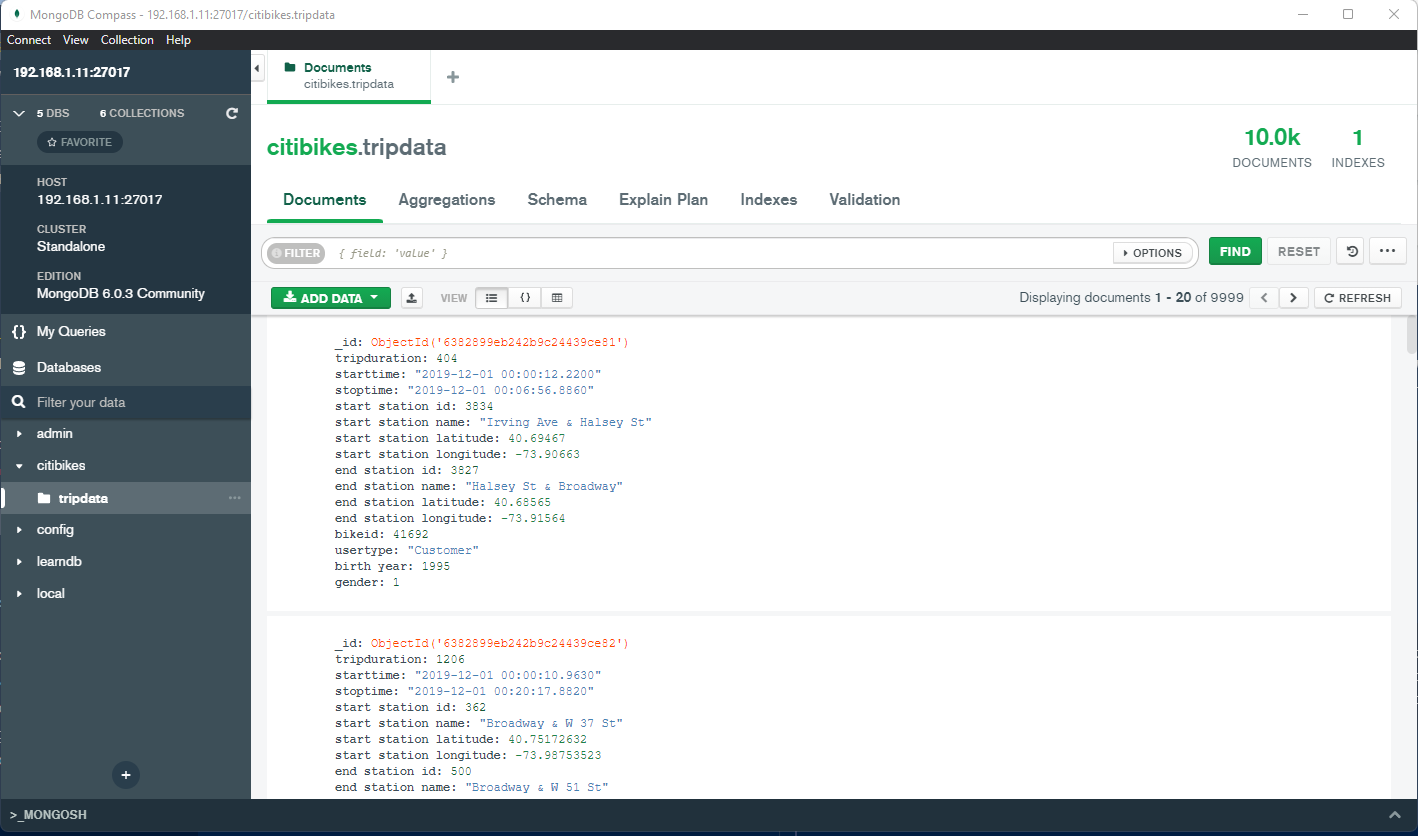 MongoDB Compass - 192.168.1.11:27017/citibikes.tripdata
Connect View Collection Help
192.168.1.11:27017
5 DBS 6 COLLECTIONS
FAVORITE
HOST
192.168.1.11:27017
CLUSTER
Standalone
EDITION
MongoDB 6.0.3 Community
{} My Queries
Databases
Filter your data
admin
citibikes
tripdata ...
config
learndb
local
+
Documents
citibikes.tripdata
+
citibikes.tripdata
10.0k
DOCUMENTS
1
INDEXES
Documents Aggregations Schema Explain Plan Indexes Validation
FILTER { field: 'value' } OPTIONS FIND RESET ...
ADD DATA VIEW {} Displaying documents 1 - 20 of 9999 < > REFRESH
_id: ObjectId('6382899eb242b9c24439ce81')
tripduration: 404
starttime: "2019-12-01 00:00:12.2200"
stoptime: "2019-12-01 00:06:56.8860"
start station id: 3834
start station name: "Irving Ave & Halsey St"
start station latitude: 40.69467
start station longitude: -73.90663
end station id: 3827
end station name: "Halsey St & Broadway"
end station latitude: 40.68565
end station longitude: -73.91564
bikeid: 41692
usertype: "Customer"
birth year: 1995
gender: 1
_id: ObjectId('6382899eb242b9c24439ce82')
tripduration: 1206
starttime: "2019-12-01 00:00:10.9630"
stoptime: "2019-12-01 00:20:17.8820"
start station id: 362
start station name: "Broadway & W 37 St"
start station latitude: 40.75172632
start station longitude: -73.98753523
end station id: 500
end station name: "Broadway & W 51 St"
>_MONGOSH